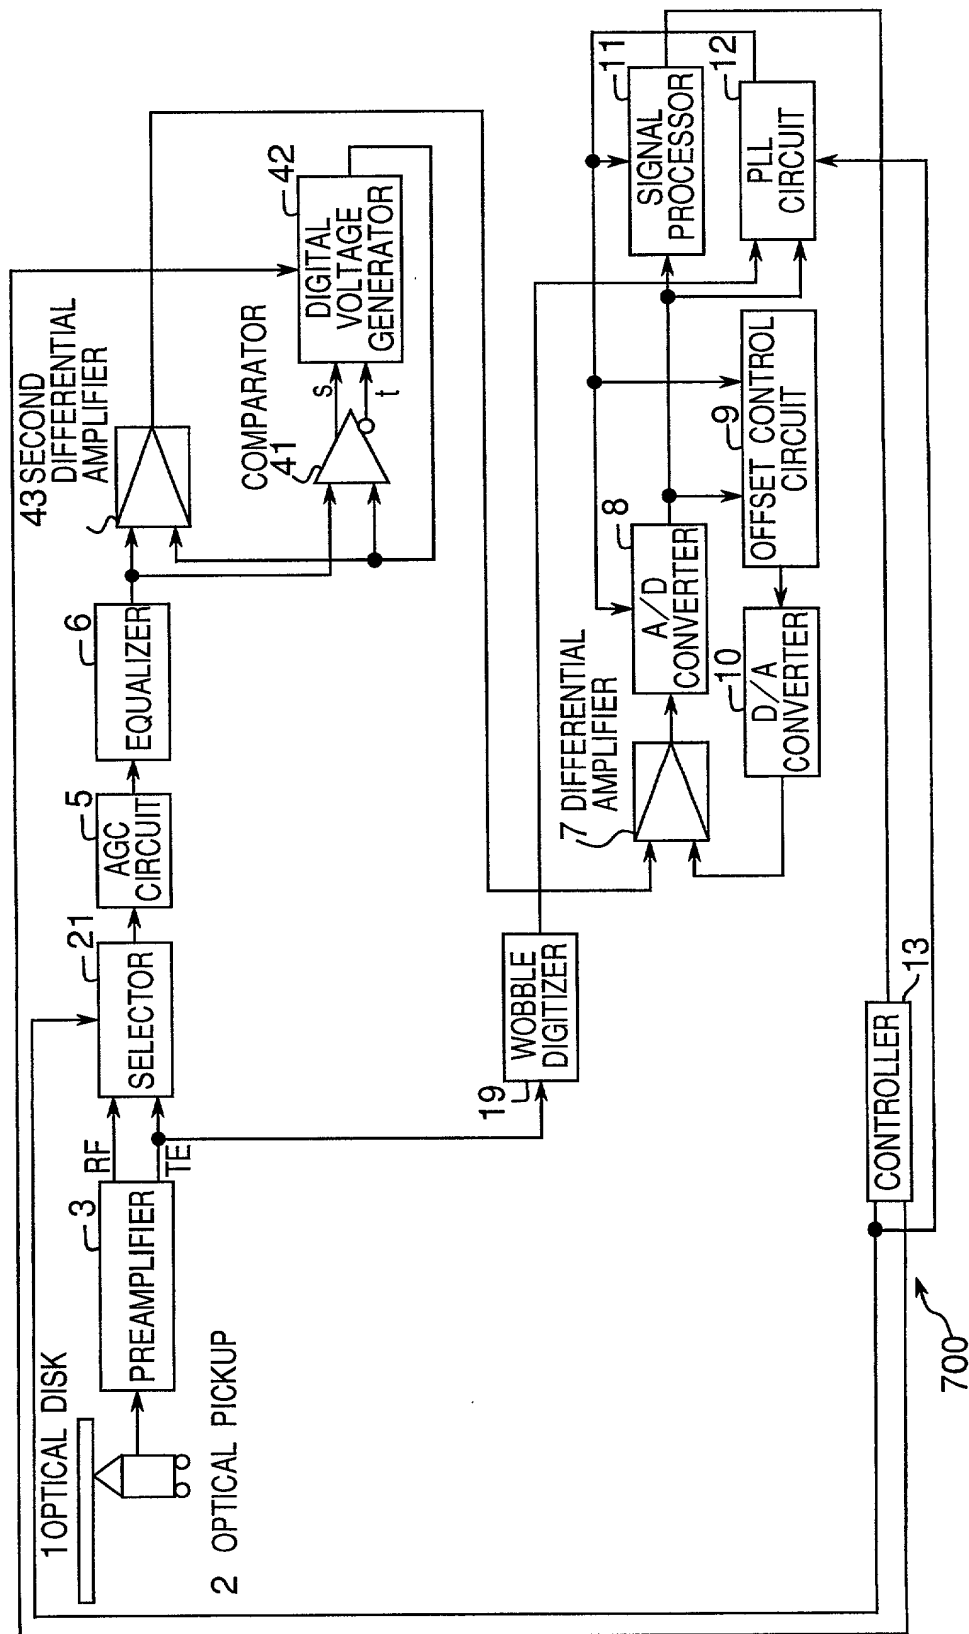 1 OPTICAL DISK
2 OPTICAL PICKUP
3
PREAMPLIFIER
RF
TE
21
SELECTOR
5
AGC
CIRCUIT
6
EQUALIZER
43 SECOND
DIFFERENTIAL
AMPLIFIER
COMPARATOR
41
s
t
42
DIGITAL
VOLTAGE
GENERATOR
19
WOBBLE
DIGITIZER
7 DIFFERENTIAL
AMPLIFIER
8
A/D
CONVERTER
10
D/A
CONVERTER
9
OFFSET CONTROL
CIRCUIT
11
SIGNAL
PROCESSOR
12
PLL
CIRCUIT
CONTROLLER
13
700